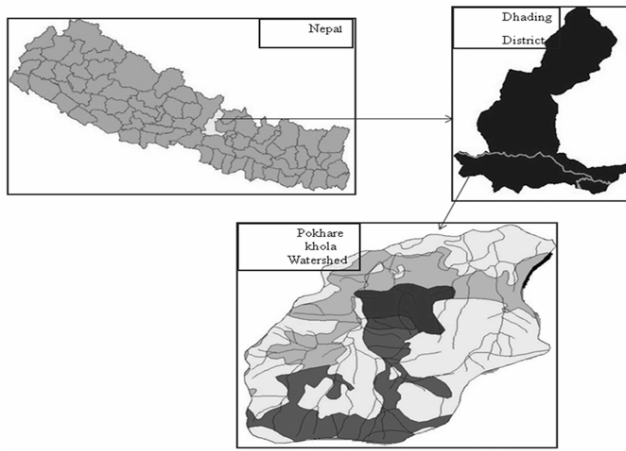 Nepal
Dhading
District
Pokhare
khola
Watershed